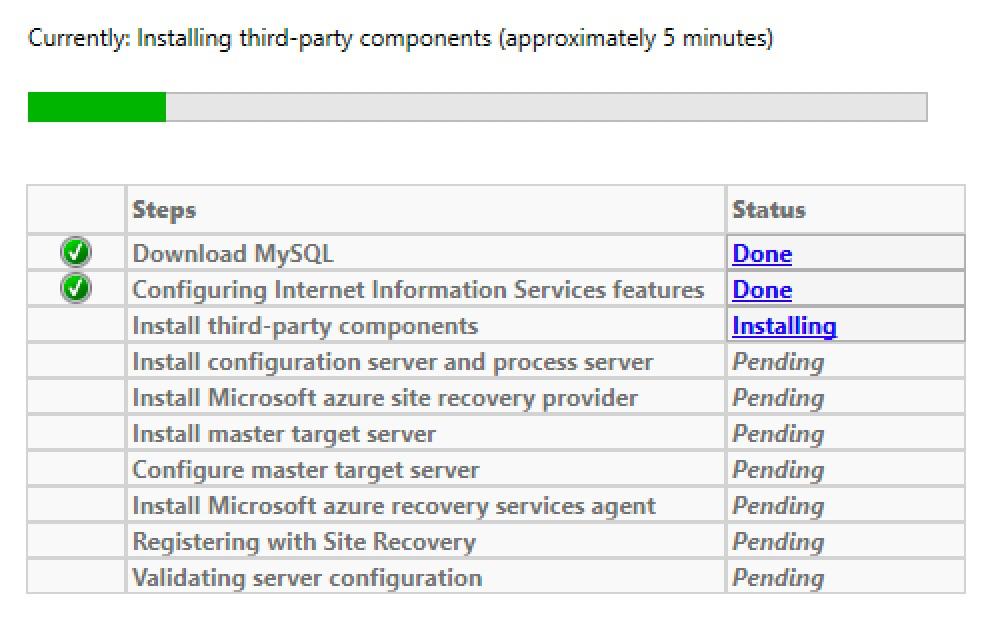 Currently: Installing third-party components (approximately 5 minutes)
Steps Status
Download MySQL Done
Configuring Internet Information Services features Done
Install third-party components Installing
Install configuration server and process server Pending
Install Microsoft azure site recovery provider Pending
Install master target server Pending
Configure master target server Pending
Install Microsoft azure recovery services agent Pending
Registering with Site Recovery Pending
Validating server configuration Pending